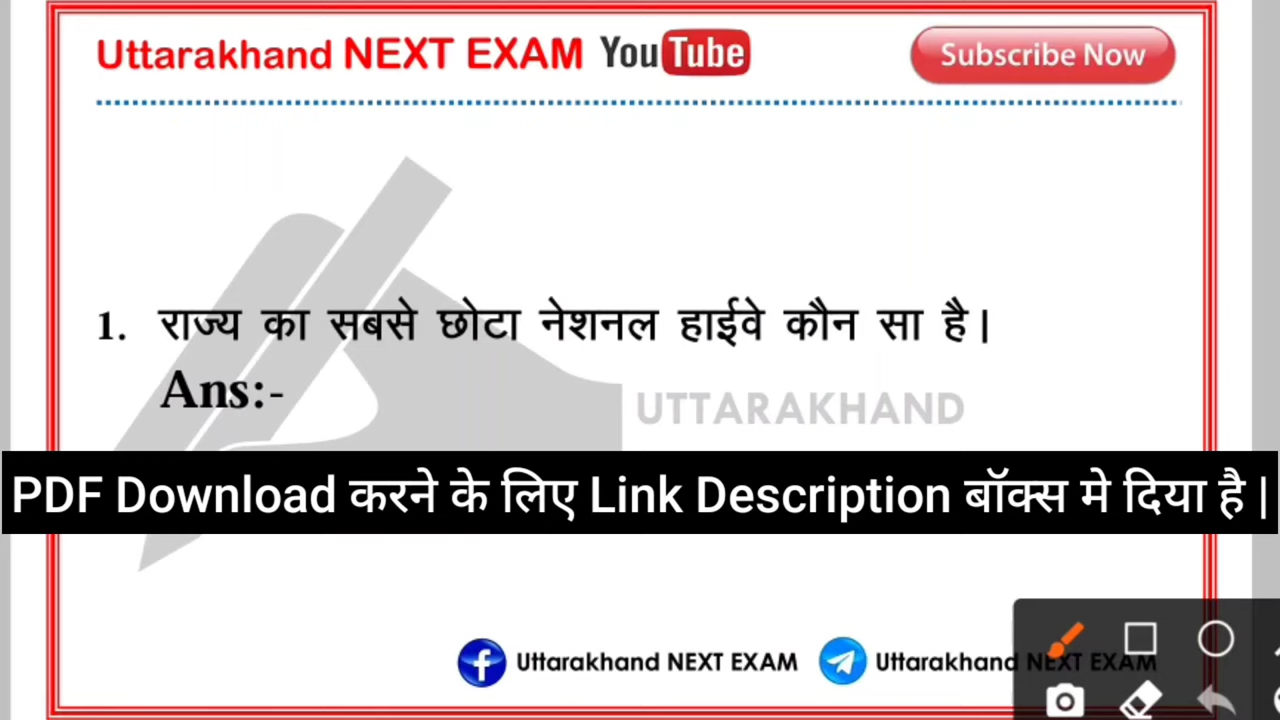 Uttarakhand NEXT EXAM YouTube Subscribe Now
1. राज्य का सबसे छोटा नेशनल हाईवे कौन सा है।
Ans:-
UTTARAKHAND
PDF Download करने के लिए Link Description बॉक्स मे दिया है |
Uttarakhand NEXT EXAM Uttarakhand NEXT EXAM